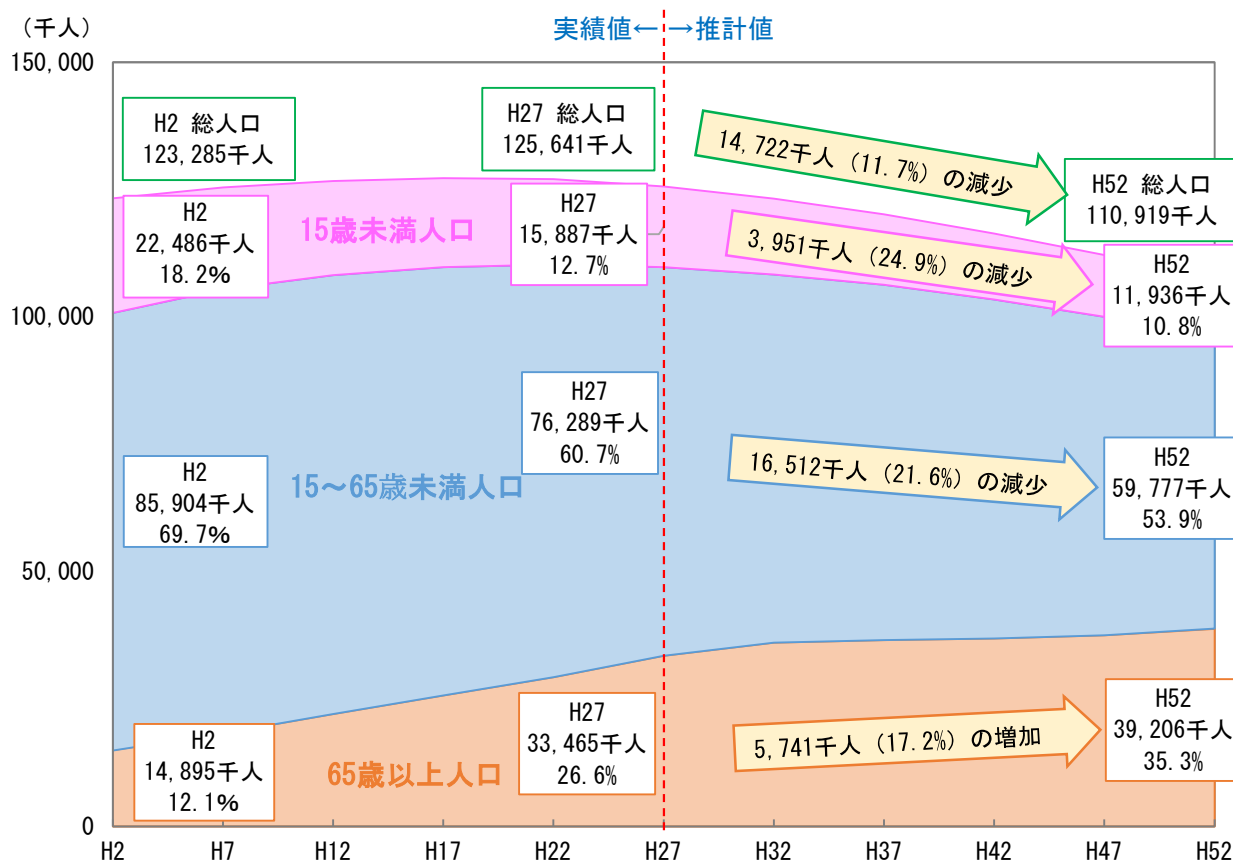 （千人）
実績値←
→推計値
150,000
100,000
50,000
0
H2 総人口
123,285千人
H27 総人口
125,641千人
14,722千人（11.7%）の減少
H52 総人口
110,919千人
H2
22,486千人
18.2%
15歳未満人口
H27
15,887千人
12.7%
3,951千人（24.9%）の減少
H52
11,936千人
10.8%
H2
85,904千人
69.7%
15～65歳未満人口
H27
76,289千人
60.7%
16,512千人（21.6%）の減少
H52
59,777千人
53.9%
H2
14,895千人
12.1%
65歳以上人口
H27
33,465千人
26.6%
5,741千人（17.2%）の増加
H52
39,206千人
35.3%
H2
H7
H12
H17
H22
H27
H32
H37
H42
H47
H52